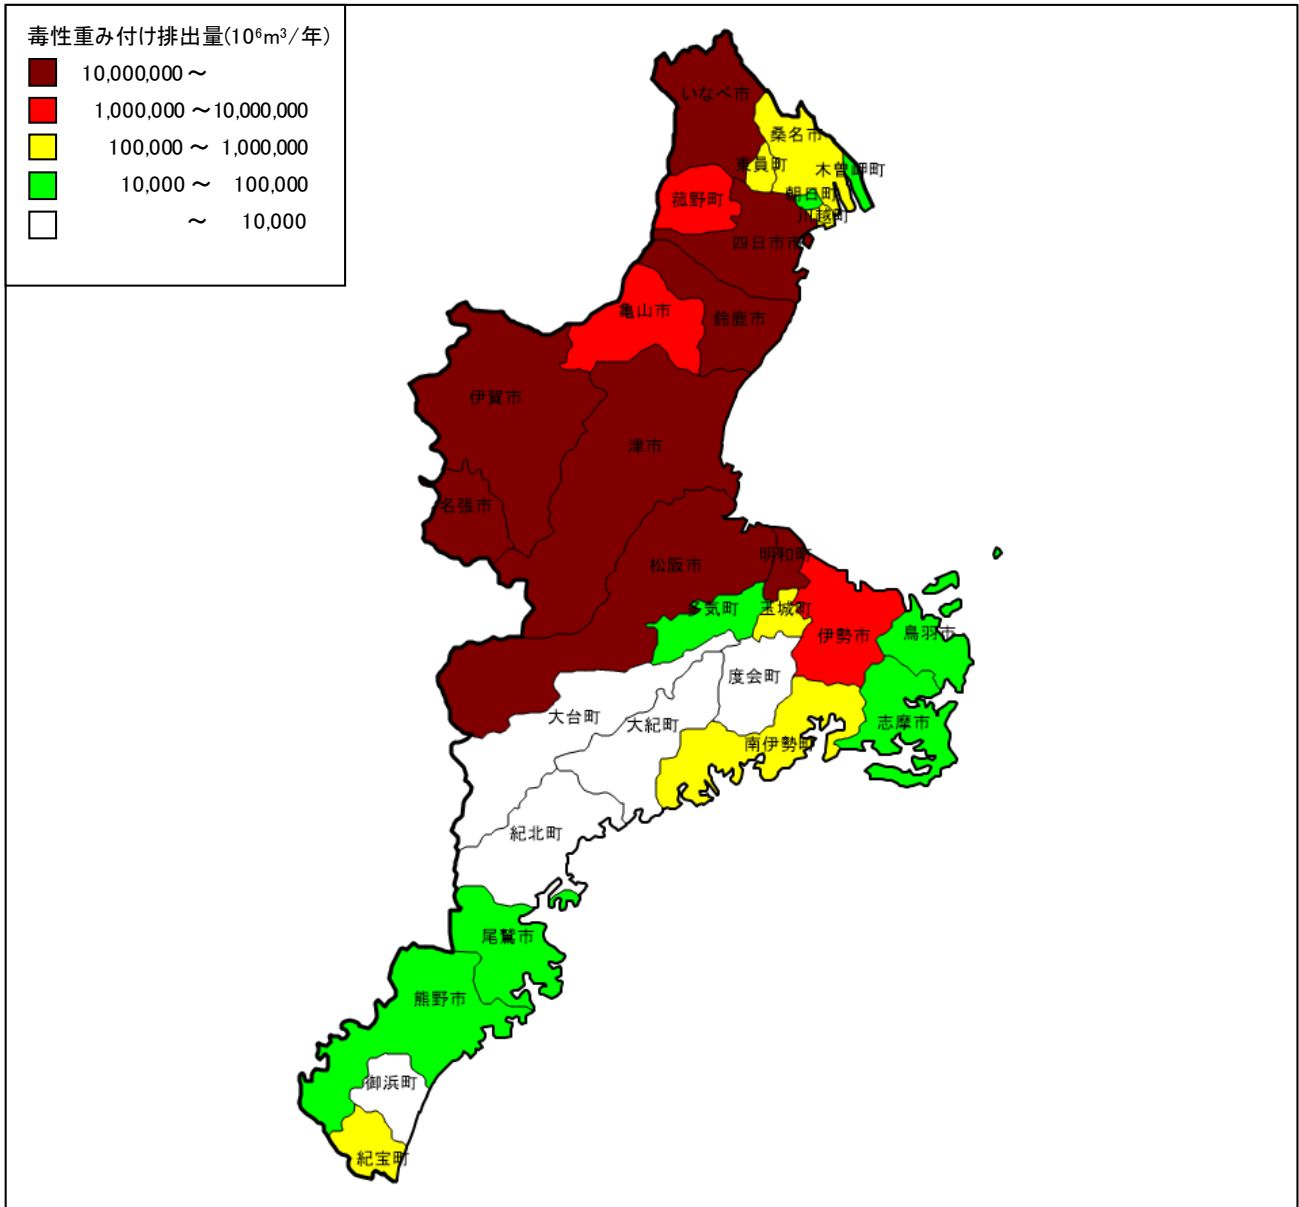 毒性重み付け排出量(10⁶m³/年)
10,000,000～
1,000,000～10,000,000
100,000～ 1,000,000
10,000～ 100,000
～ 10,000
いなべ市
桑名市
東員町
木曽岬町
朝日町
菰野町
川越町
四日市市
亀山市
鈴鹿市
伊賀市
津市
名張市
明和町
松阪市
多気町
玉城町
伊勢市
鳥羽市
度会町
大台町
大紀町
志摩市
南伊勢町
紀北町
尾鷲市
熊野市
御浜町
紀宝町